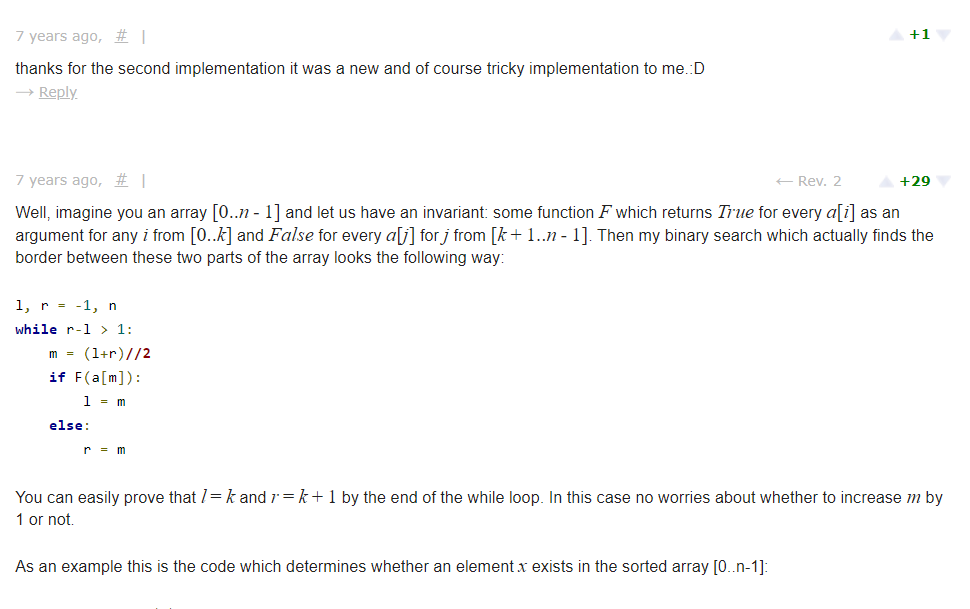 7 years ago, # |
+1
thanks for the second implementation it was a new and of course tricky implementation to me.:D
→ Reply
7 years ago, # |
← Rev. 2
+29
Well, imagine you an array [0..n - 1] and let us have an invariant: some function F which returns True for every a[i] as an
argument for any i from [0..k] and False for every a[j] for j from [k + 1..n - 1]. Then my binary search which actually finds the
border between these two parts of the array looks the following way:
l, r = -1, n
while r-l > 1:
    m = (l+r)//2
    if F(a[m]):
        l = m
    else:
        r = m
You can easily prove that l = k and r = k + 1 by the end of the while loop. In this case no worries about whether to increase m by
1 or not.
As an example this is the code which determines whether an element x exists in the sorted array [0..n-1]: